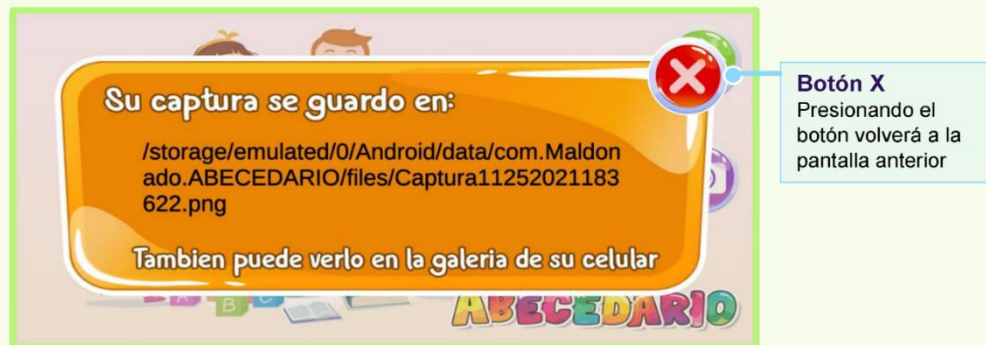 Su captura se guardo en:
/storage/emulated/0/Android/data/com.Maldon
ado.ABECEDARIO/files/Captura11252021183
622.png
Tambien puede verlo en la galeria de su celular
A
B
C
ABECEDARIO
Botón X
Presionando el
botón volverá a la
pantalla anterior